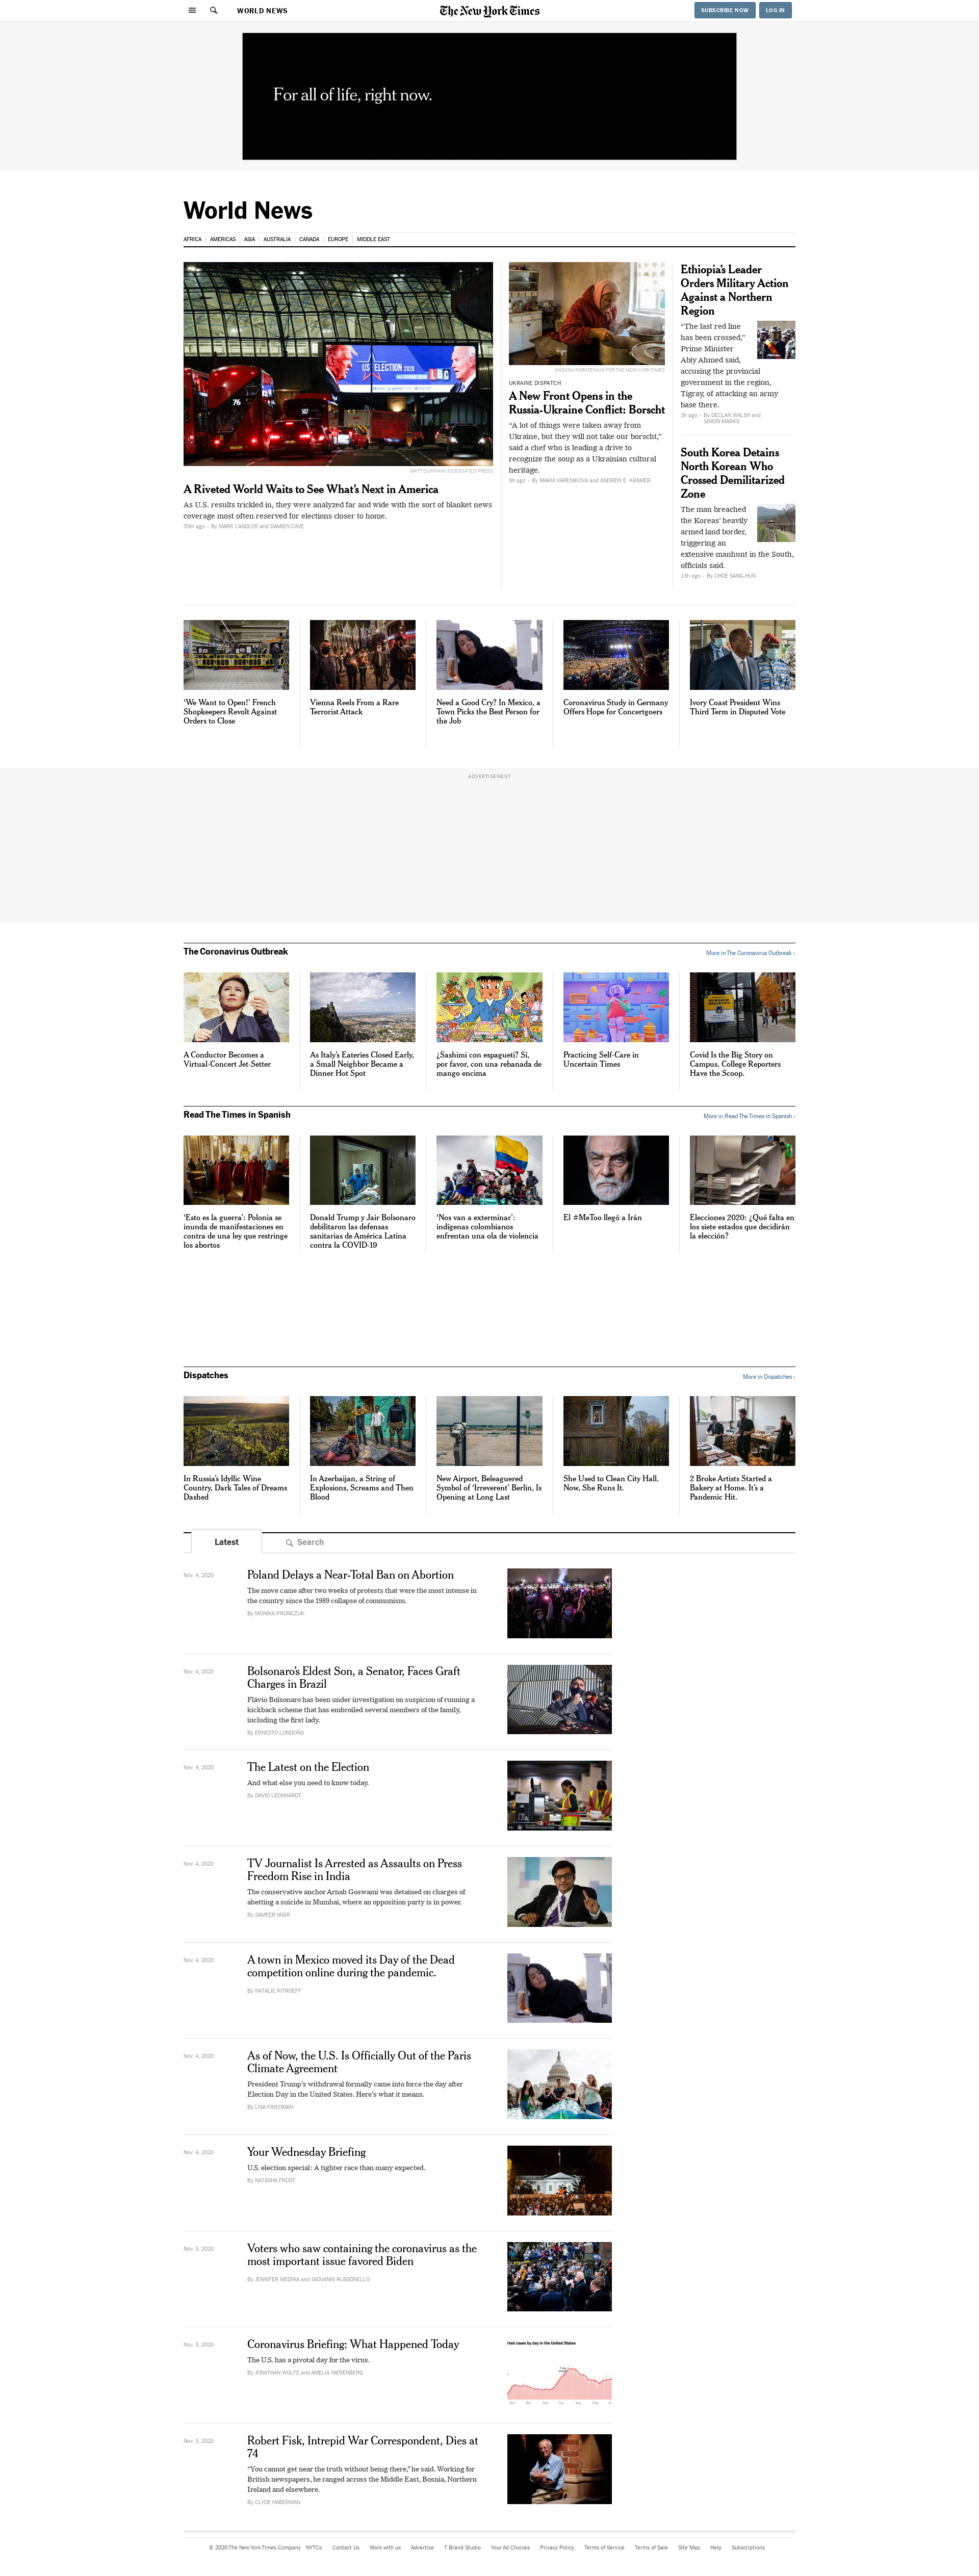 WORLD NEWS
The New York Times
SUBSCRIBE NOW
LOG IN
For all of life, right now.
World News
AFRICA
AMERICAS
ASIA
AUSTRALIA
CANADA
EUROPE
MIDDLE EAST
US ELECTION 2020
LBC
76
507
MATT DUNHAM/ASSOCIATED PRESS
A Riveted World Waits to See What’s Next in America
As U.S. results trickled in, they were analyzed far and wide with the sort of blanket news
coverage most often reserved for elections closer to home.
33m ago - By MARK LANDLER and DAMIEN CAVE
OKSANA PARAFENIUK FOR THE NEW YORK TIMES
UKRAINE DISPATCH
A New Front Opens in the
Russia-Ukraine Conflict: Borscht
“A lot of things were taken away from
Ukraine, but they will not take our borscht,”
said a chef who is leading a drive to
recognize the soup as a Ukrainian cultural
heritage.
8h ago - By MARIA VARENIKOVA and ANDREW E. KRAMER
Ethiopia’s Leader
Orders Military Action
Against a Northern
Region
“The last red line
has been crossed,”
Prime Minister
Abiy Ahmed said,
accusing the provincial
government in the region,
Tigray, of attacking an army
base there.
3h ago - By DECLAN WALSH and
SIMON MARKS
South Korea Detains
North Korean Who
Crossed Demilitarized
Zone
The man breached
the Koreas’ heavily
armed land border,
triggering an
extensive manhunt in the South,
officials said.
13h ago - By CHOE SANG-HUN
‘We Want to Open!’ French
Shopkeepers Revolt Against
Orders to Close
Vienna Reels From a Rare
Terrorist Attack
Need a Good Cry? In Mexico, a
Town Picks the Best Person for
the Job
Coronavirus Study in Germany
Offers Hope for Concertgoers
Ivory Coast President Wins
Third Term in Disputed Vote
ADVERTISEMENT
The Coronavirus Outbreak
More in The Coronavirus Outbreak ›
A Conductor Becomes a
Virtual-Concert Jet-Setter
As Italy’s Eateries Closed Early,
a Small Neighbor Became a
Dinner Hot Spot
¿Sashimi con espagueti? Sí,
por favor, con una rebanada de
mango encima
Practicing Self-Care in
Uncertain Times
Covid Is the Big Story on
Campus. College Reporters
Have the Scoop.
Read The Times in Spanish
More in Read The Times in Spanish ›
‘Esto es la guerra’: Polonia se
inunda de manifestaciones en
contra de una ley que restringe
los abortos
Donald Trump y Jair Bolsonaro
debilitaron las defensas
sanitarias de América Latina
contra la COVID-19
‘Nos van a exterminar’:
indígenas colombianos
enfrentan una ola de violencia
El #MeToo llegó a Irán
Elecciones 2020: ¿Qué falta en
los siete estados que decidirán
la elección?
Dispatches
More in Dispatches ›
In Russia’s Idyllic Wine
Country, Dark Tales of Dreams
Dashed
In Azerbaijan, a String of
Explosions, Screams and Then
Blood
New Airport, Beleaguered
Symbol of ‘Irreverent’ Berlin, Is
Opening at Long Last
She Used to Clean City Hall.
Now, She Runs It.
2 Broke Artists Started a
Bakery at Home. It’s a
Pandemic Hit.
Latest
Search
Nov. 4, 2020
Poland Delays a Near-Total Ban on Abortion
The move came after two weeks of protests that were the most intense in
the country since the 1989 collapse of communism.
By MONIKA PRONCZUK
Nov. 4, 2020
Bolsonaro’s Eldest Son, a Senator, Faces Graft
Charges in Brazil
Flávio Bolsonaro has been under investigation on suspicion of running a
kickback scheme that has embroiled several members of the family,
including the first lady.
By ERNESTO LONDOÑO
Nov. 4, 2020
The Latest on the Election
And what else you need to know today.
By DAVID LEONHARDT
Nov. 4, 2020
TV Journalist Is Arrested as Assaults on Press
Freedom Rise in India
The conservative anchor Arnab Goswami was detained on charges of
abetting a suicide in Mumbai, where an opposition party is in power.
By SAMEER YASIR
Nov. 4, 2020
A town in Mexico moved its Day of the Dead
competition online during the pandemic.
By NATALIE KITROEFF
Nov. 4, 2020
As of Now, the U.S. Is Officially Out of the Paris
Climate Agreement
President Trump’s withdrawal formally came into force the day after
Election Day in the United States. Here’s what it means.
By LISA FRIEDMAN
Nov. 4, 2020
Your Wednesday Briefing
U.S. election special: A tighter race than many expected.
By NATASHA FROST
Nov. 3, 2020
Voters who saw containing the coronavirus as the
most important issue favored Biden
By JENNIFER MEDINA and GIOVANNI RUSSONELLO
Nov. 3, 2020
Coronavirus Briefing: What Happened Today
The U.S. has a pivotal day for the virus.
By JONATHAN WOLFE and AMELIA NIERENBERG
rted cases by day in the United States
Nov. 3, 2020
Robert Fisk, Intrepid War Correspondent, Dies at
74
“You cannot get near the truth without being there,” he said. Working for
British newspapers, he ranged across the Middle East, Bosnia, Northern
Ireland and elsewhere.
By CLYDE HABERMAN
© 2020 The New York Times Company
NYTCo
Contact Us
Work with us
Advertise
T Brand Studio
Your Ad Choices
Privacy Policy
Terms of Service
Terms of Sale
Site Map
Help
Subscriptions